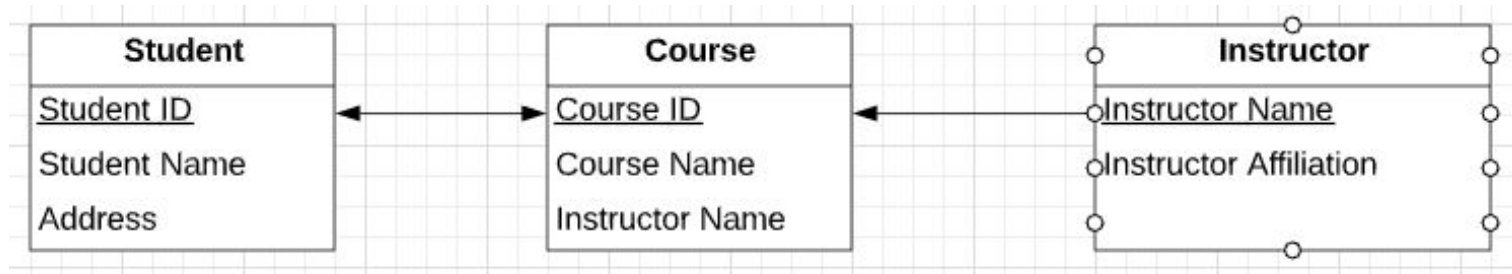 Student
Student ID
Student Name
Address
Course
Course ID
Course Name
Instructor Name
Instructor
Instructor Name
Instructor Affiliation